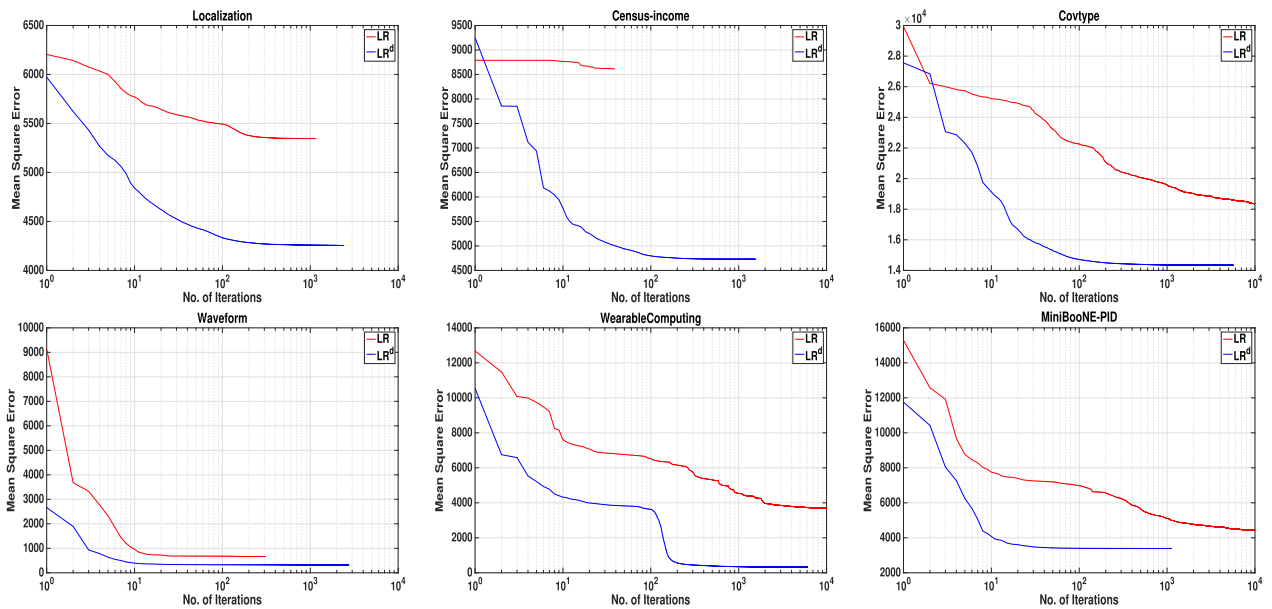 Localization
6500
6000
5500
5000
4500
4000
Mean Square Error
LR
LR^d
10^0
10^1
10^2
10^3
10^4
No. of Iterations
Census-income
9500
9000
8500
8000
7500
7000
6500
6000
5500
5000
4500
Mean Square Error
LR
LR^d
10^0
10^1
10^2
10^3
10^4
No. of Iterations
Covtype
×10^4
3
2.8
2.6
2.4
2.2
2
1.8
1.6
1.4
Mean Square Error
LR
LR^d
10^0
10^1
10^2
10^3
10^4
No. of Iterations
Waveform
10000
9000
8000
7000
6000
5000
4000
3000
2000
1000
0
Mean Square Error
LR
LR^d
10^0
10^1
10^2
10^3
10^4
No. of Iterations
WearableComputing
14000
12000
10000
8000
6000
4000
2000
0
Mean Square Error
LR
LR^d
10^0
10^1
10^2
10^3
10^4
No. of Iterations
MiniBooNE-PID
16000
14000
12000
10000
8000
6000
4000
2000
Mean Square Error
LR
LR^d
10^0
10^1
10^2
10^3
10^4
No. of Iterations